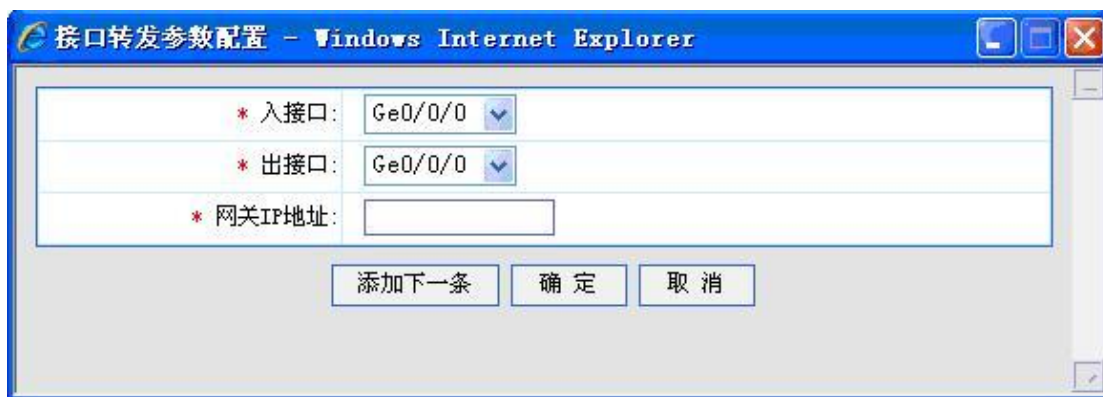 接口转发参数配置 - Windows Internet Explorer
* 入接口: Ge0/0/0
* 出接口: Ge0/0/0
* 网关IP地址:
添加下一条 确 定 取 消